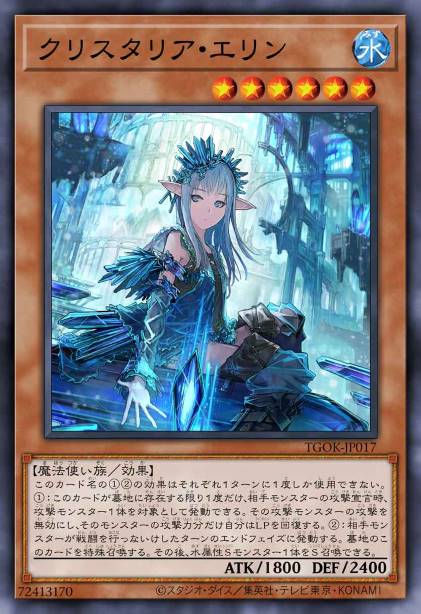 クリスタリア・エリン
水
TGOK-JP017
【魔法使い族/効果】
このカード名の①②の効果はそれぞれ1ターンに1度しか使用できない。
①:このカードが墓地に存在する限り1度だけ、相手モンスターの攻撃宣言時、
攻撃モンスター1体を対象として発動できる。そのモンスターの攻撃を
無効にし、そのモンスターの攻撃力分だけ自分はLPを回復する。②:相手モンス
ターが戦闘を行ったターンのエンドフェイズに発動できる。墓地のこ
のカードを特殊召喚する。その後、水属性Sモンスター1体をS召喚できる。
ATK/1800 DEF/2400
72413170
©スタジオ・ダイス/集英社・テレビ東京・KONAMI